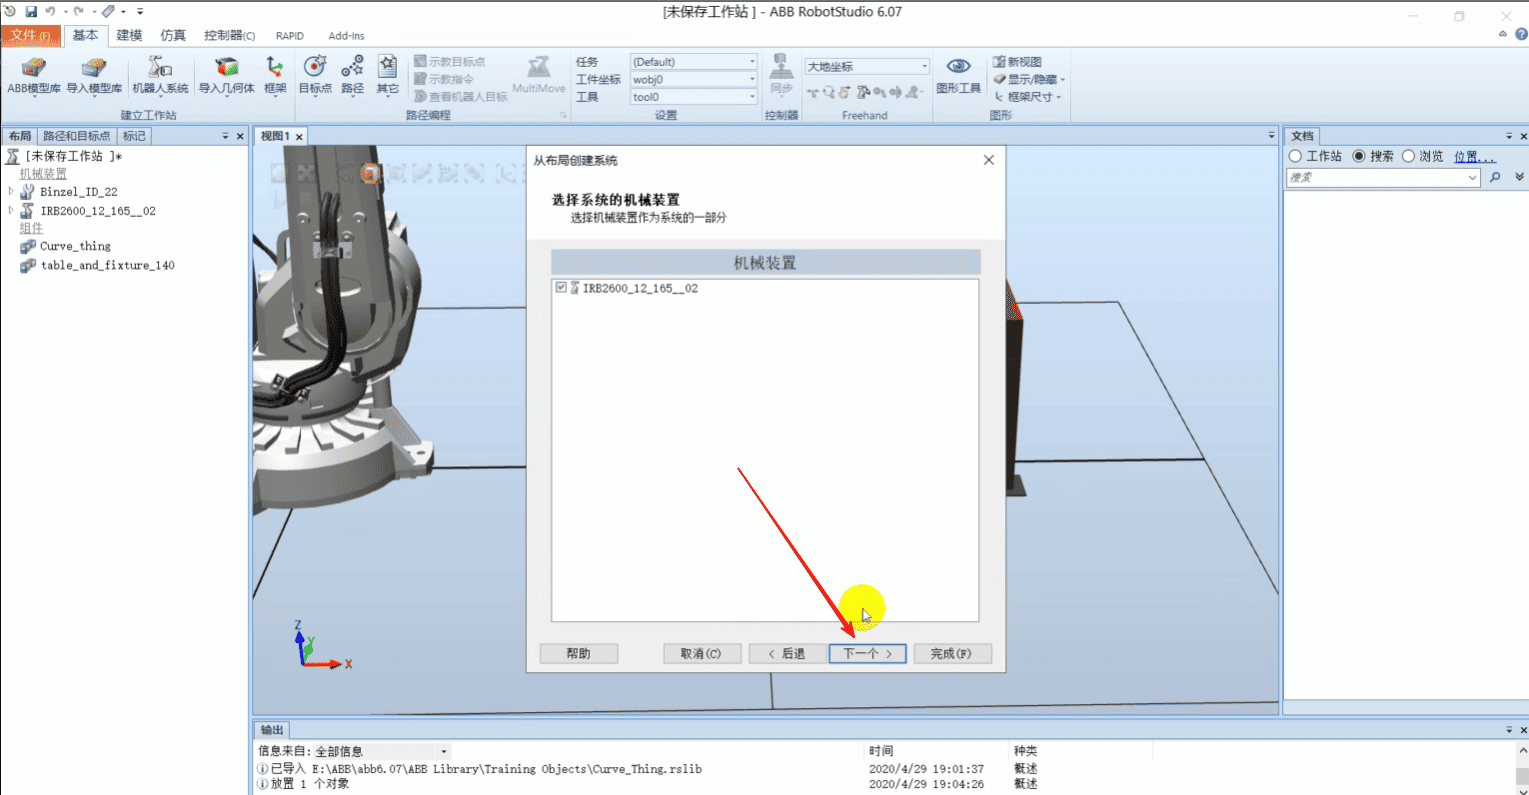 [未保存工作站 ] - ABB RobotStudio 6.07
文件(F) 基本 建模 仿真 控制器(C) RAPID Add-Ins
ABB模型库 导入模型库 机器人系统 导入几何体 框架 目标点 路径 其它
建立工作站
示教目标点
示教指令
查看机器人目标
MultiMove
路径编程
任务 (Default)
工件坐标 wobj0
工具 tool0
设置
同步
控制器
大地坐标
Freehand
图形工具
新视图
显示/隐藏
框架尺寸
图形
布局 路径和目标点 标记
[未保存工作站 ]*
机械装置
Binzel_ID_22
IRB2600_12_165__02
组件
Curve_thing
table_and_fixture_140
视图1
从布局创建系统
选择系统的机械装置
选择机械装置作为系统的一部分
机械装置
IRB2600_12_165__02
帮助 取消(C) < 后退 下一个 > 完成(F)
Z
Y
X
文档
工作站 搜索 浏览 位置...
搜索
输出
信息来自: 全部信息 时间 种类
已导入 E:\ABB\abb6.07\ABB Library\Training Objects\Curve_Thing.rslib 2020/4/29 19:01:37 概述
放置 1 个对象 2020/4/29 19:04:26 概述